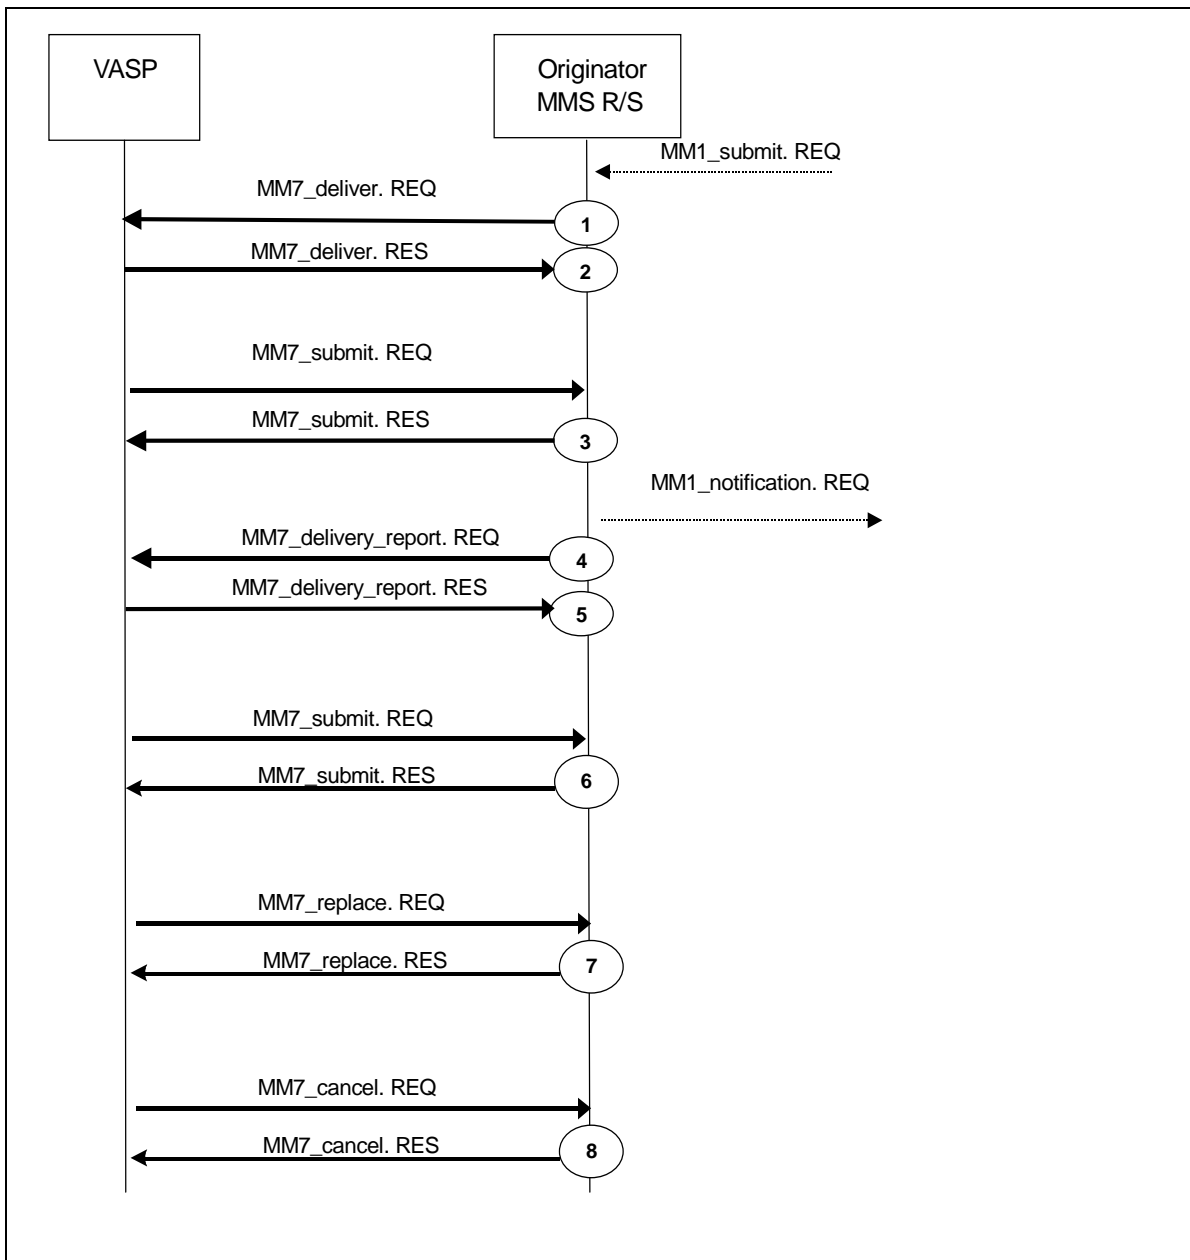 VASP
Originator
MMS R/S
MM1_submit. REQ
MM7_deliver. REQ
1
MM7_deliver. RES
2
MM7_submit. REQ
MM7_submit. RES
3
MM1_notification. REQ
MM7_delivery_report. REQ
4
MM7_delivery_report. RES
5
MM7_submit. REQ
MM7_submit. RES
6
MM7_replace. REQ
MM7_replace. RES
7
MM7_cancel. REQ
MM7_cancel. RES
8